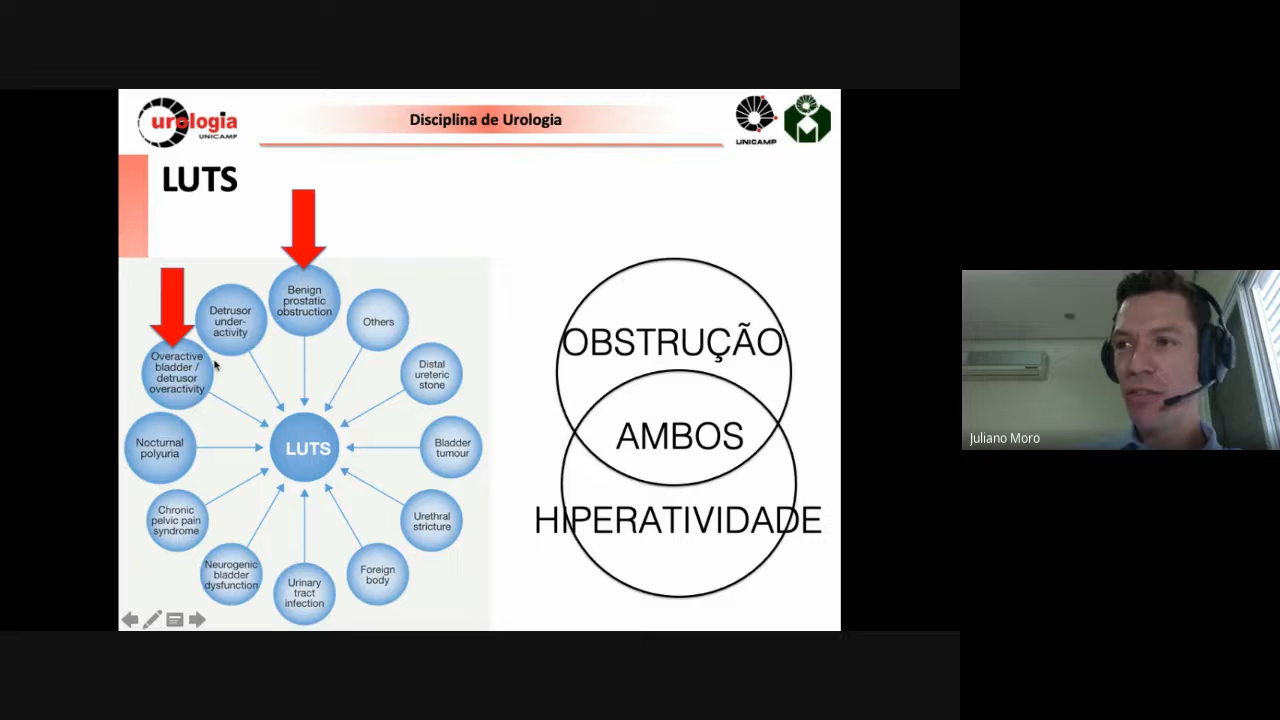 urologia
UNICAMP
Disciplina de Urologia
UNICAMP
LUTS
Benign
prostatic
obstruction
Others
Distal
ureteric
stone
Bladder
tumour
Urethral
stricture
Foreign
body
Urinary
tract
infection
Neurogenic
bladder
dysfunction
Chronic
pelvic pain
syndrome
Nocturnal
polyuria
Overactive
bladder /
detrusor
overactivity
Detrusor
under-
activity
LUTS
OBSTRUÇÃO
AMBOS
HIPERATIVIDADE
Juliano Moro